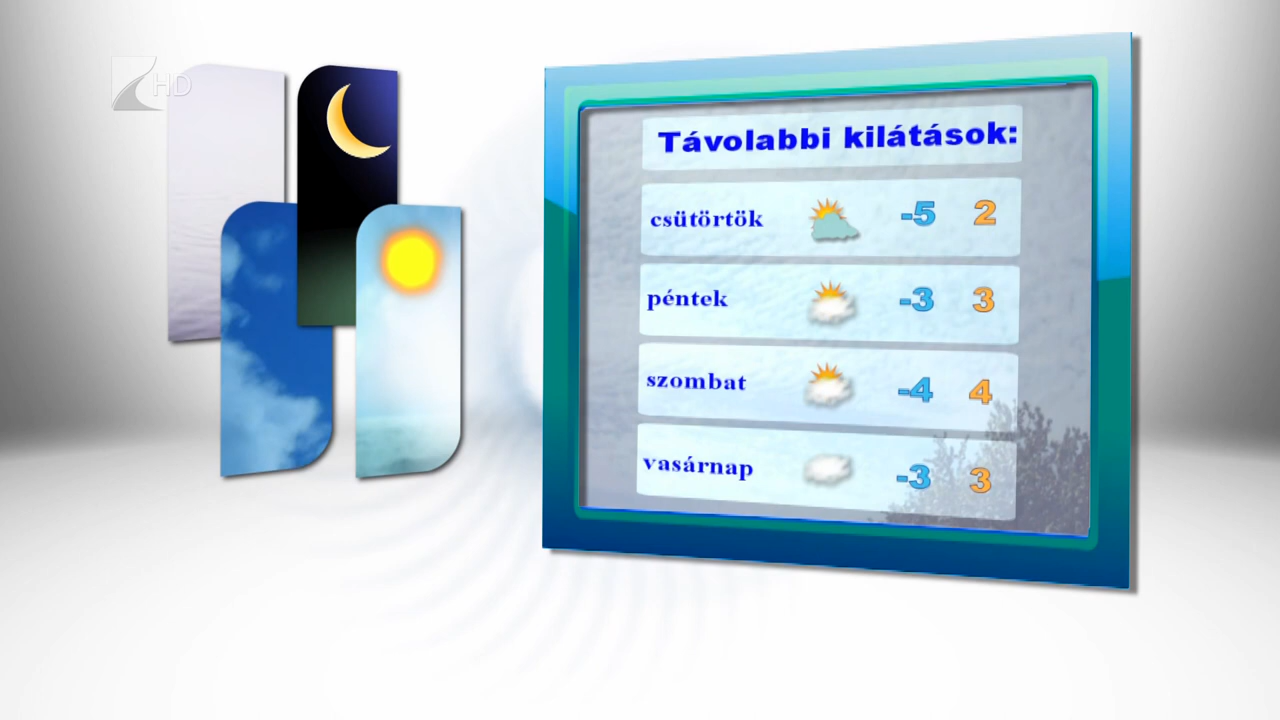 HD
Távolabbi kilátások:
csütörtök -5 2
péntek -3 3
szombat -4 4
vasárnap -3 3